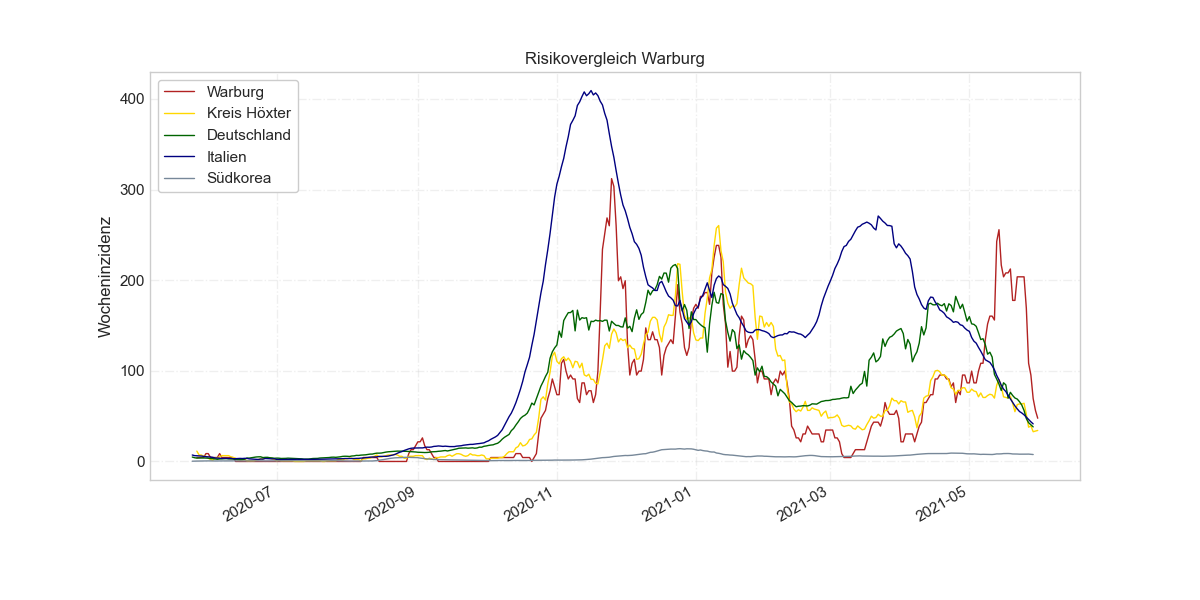 Risikovergleich Warburg
Warburg
Kreis Höxter
Deutschland
Italien
Südkorea
Wocheninzidenz
400
300
200
100
0
2020-07
2020-09
2020-11
2021-01
2021-03
2021-05